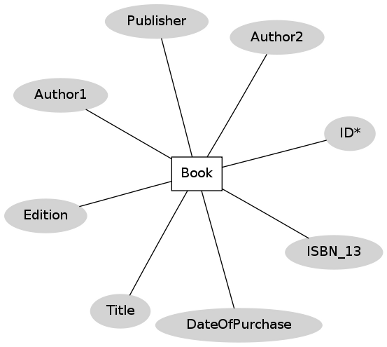 Publisher
Author2
Author1
ID*
Book
Edition
ISBN_13
Title
DateOfPurchase